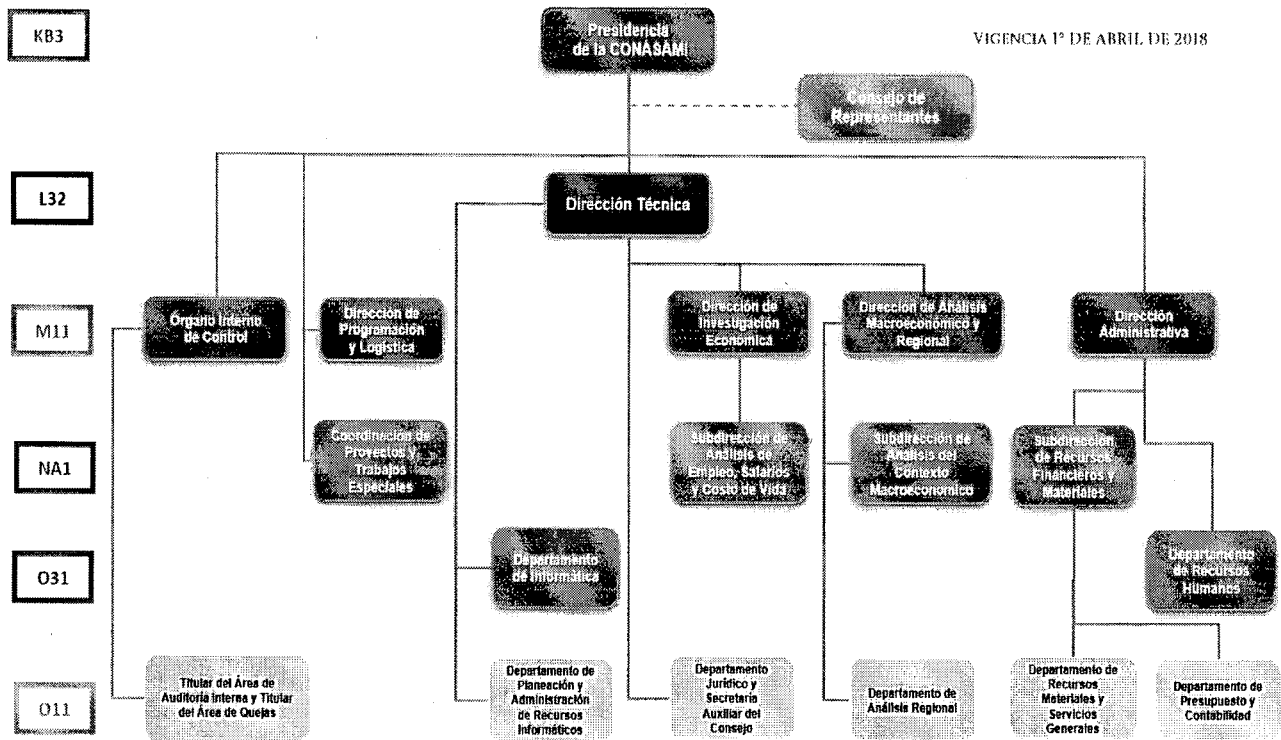 KB3
Presidencia
de la CONASAMI
VIGENCIA 1° DE ABRIL DE 2018
Consejo de
Representantes
L32
Dirección Técnica
M11
Órgano Interno
de Control
Dirección de
Programación
y Logística
Dirección de
Investigación
Económica
Dirección de Análisis
Macroeconómico y
Regional
Dirección
Administrativa
NA1
Coordinación de
Proyectos y
Trabajos
Especiales
Subdirección de
Análisis de
Empleo, Salarios
y Costo de Vida
Subdirección de
Análisis del
Contexto
Macroeconómico
Subdirección
de Recursos
Financieros y
Materiales
O31
Departamento
de Informática
Departamento
de Recursos
Humanos
O11
Titular del Área de
Auditoría Interna y Titular
del Área de Quejas
Departamento de
Planeación y
Administración
de Recursos
Informáticos
Departamento
Jurídico y
Secretaría
Auxiliar del
Consejo
Departamento de
Análisis Regional
Departamento de
Recursos
Materiales y
Servicios
Generales
Departamento de
Presupuesto y
Contabilidad